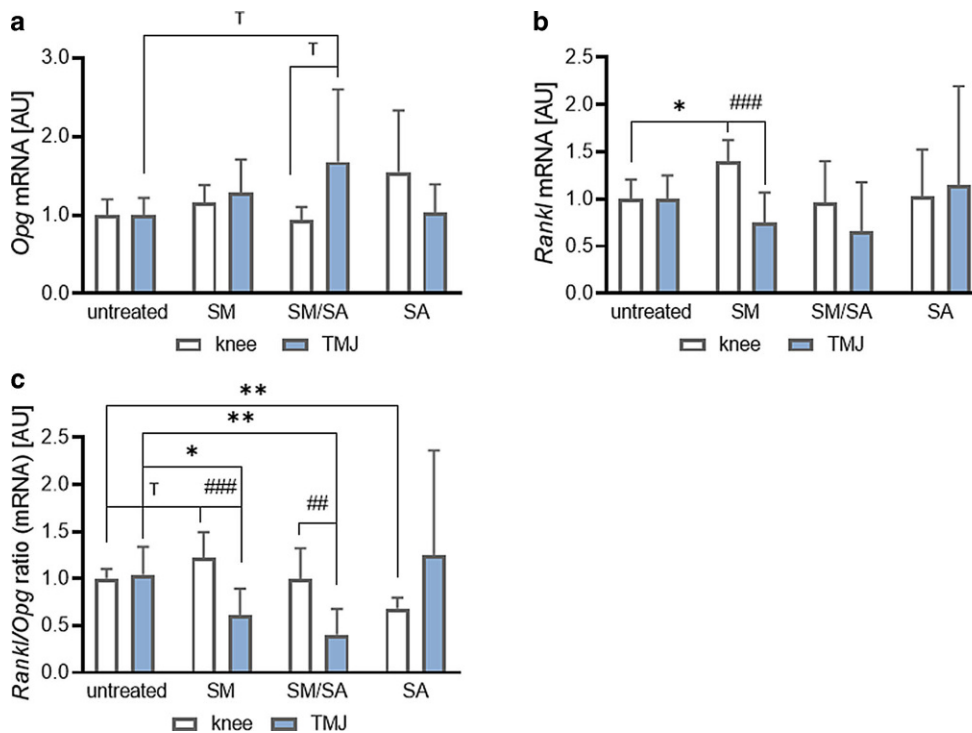 a
Opg mRNA [AU]
3.0
2.0
1.0
0.0
T
T
untreated SM SM/SA SA
knee TMJ
b
Rankl mRNA [AU]
2.5
2.0
1.5
1.0
0.5
0.0
* ###
untreated SM SM/SA SA
knee TMJ
c
Rankl/Opg ratio (mRNA) [AU]
2.5
2.0
1.5
1.0
0.5
0.0
**
**
*
T ### ##
untreated SM SM/SA SA
knee TMJ